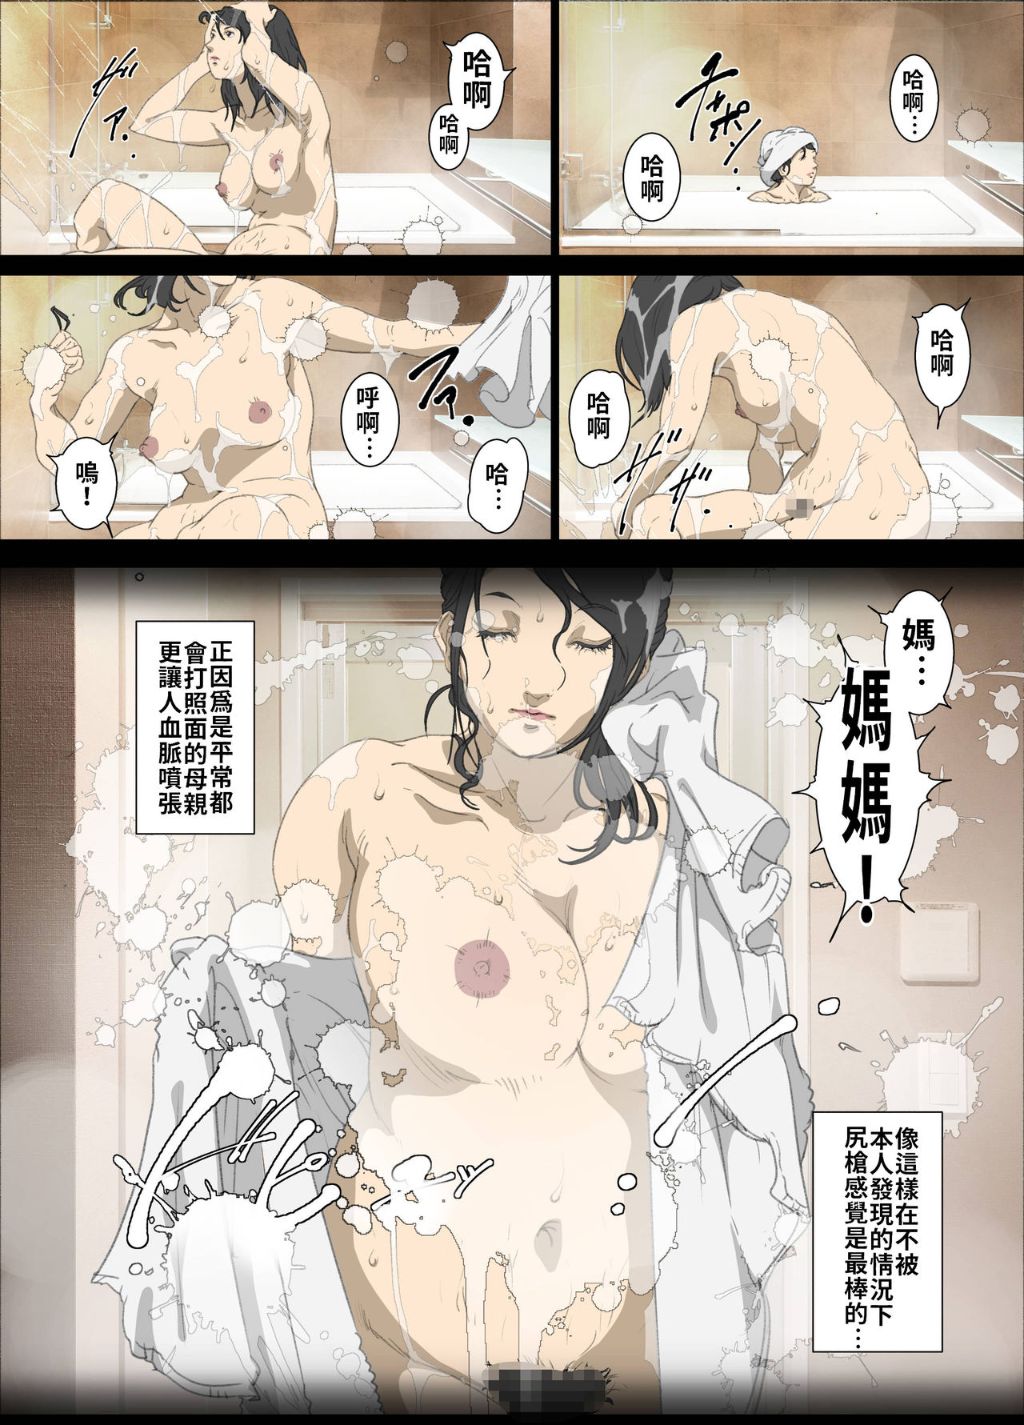 哈啊…
哈啊
哈啊
哈啊
哈啊
哈啊
哈…
呼啊…
嗚！
媽…
媽媽！
正因爲是平常都
會打照面的母親
更讓人血脈噴張
像這樣在不被
本人發現的情況下
尻槍感覺是最棒的…